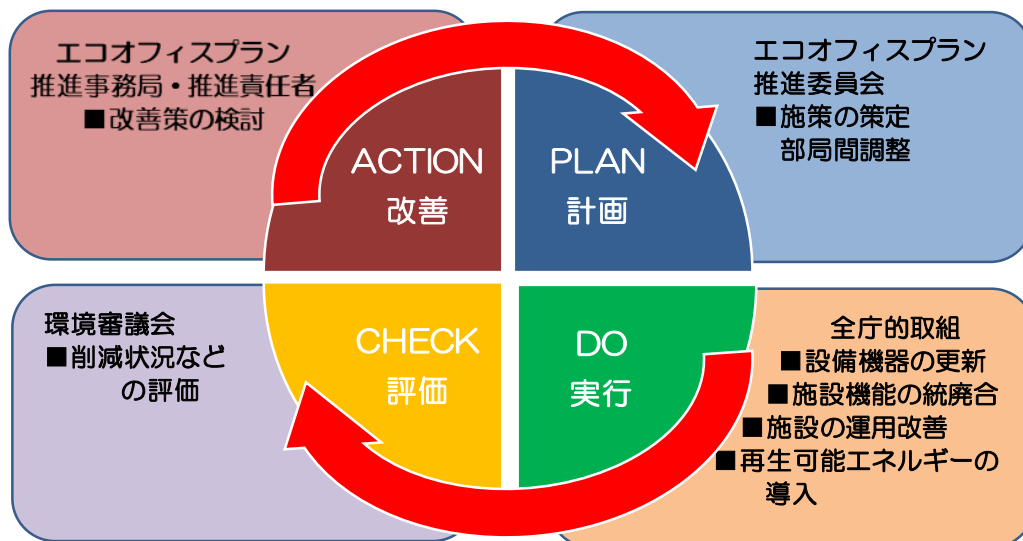 エコオフィスプラン
推進事務局・推進責任者
■改善策の検討
ACTION
改善
エコオフィスプラン
推進委員会
■施策の策定
部局間調整
PLAN
計画
環境審議会
■削減状況など
の評価
CHECK
評価
全庁的取組
■設備機器の更新
■施設機能の統廃合
■施設の運用改善
■再生可能エネルギーの
導入
DO
実行